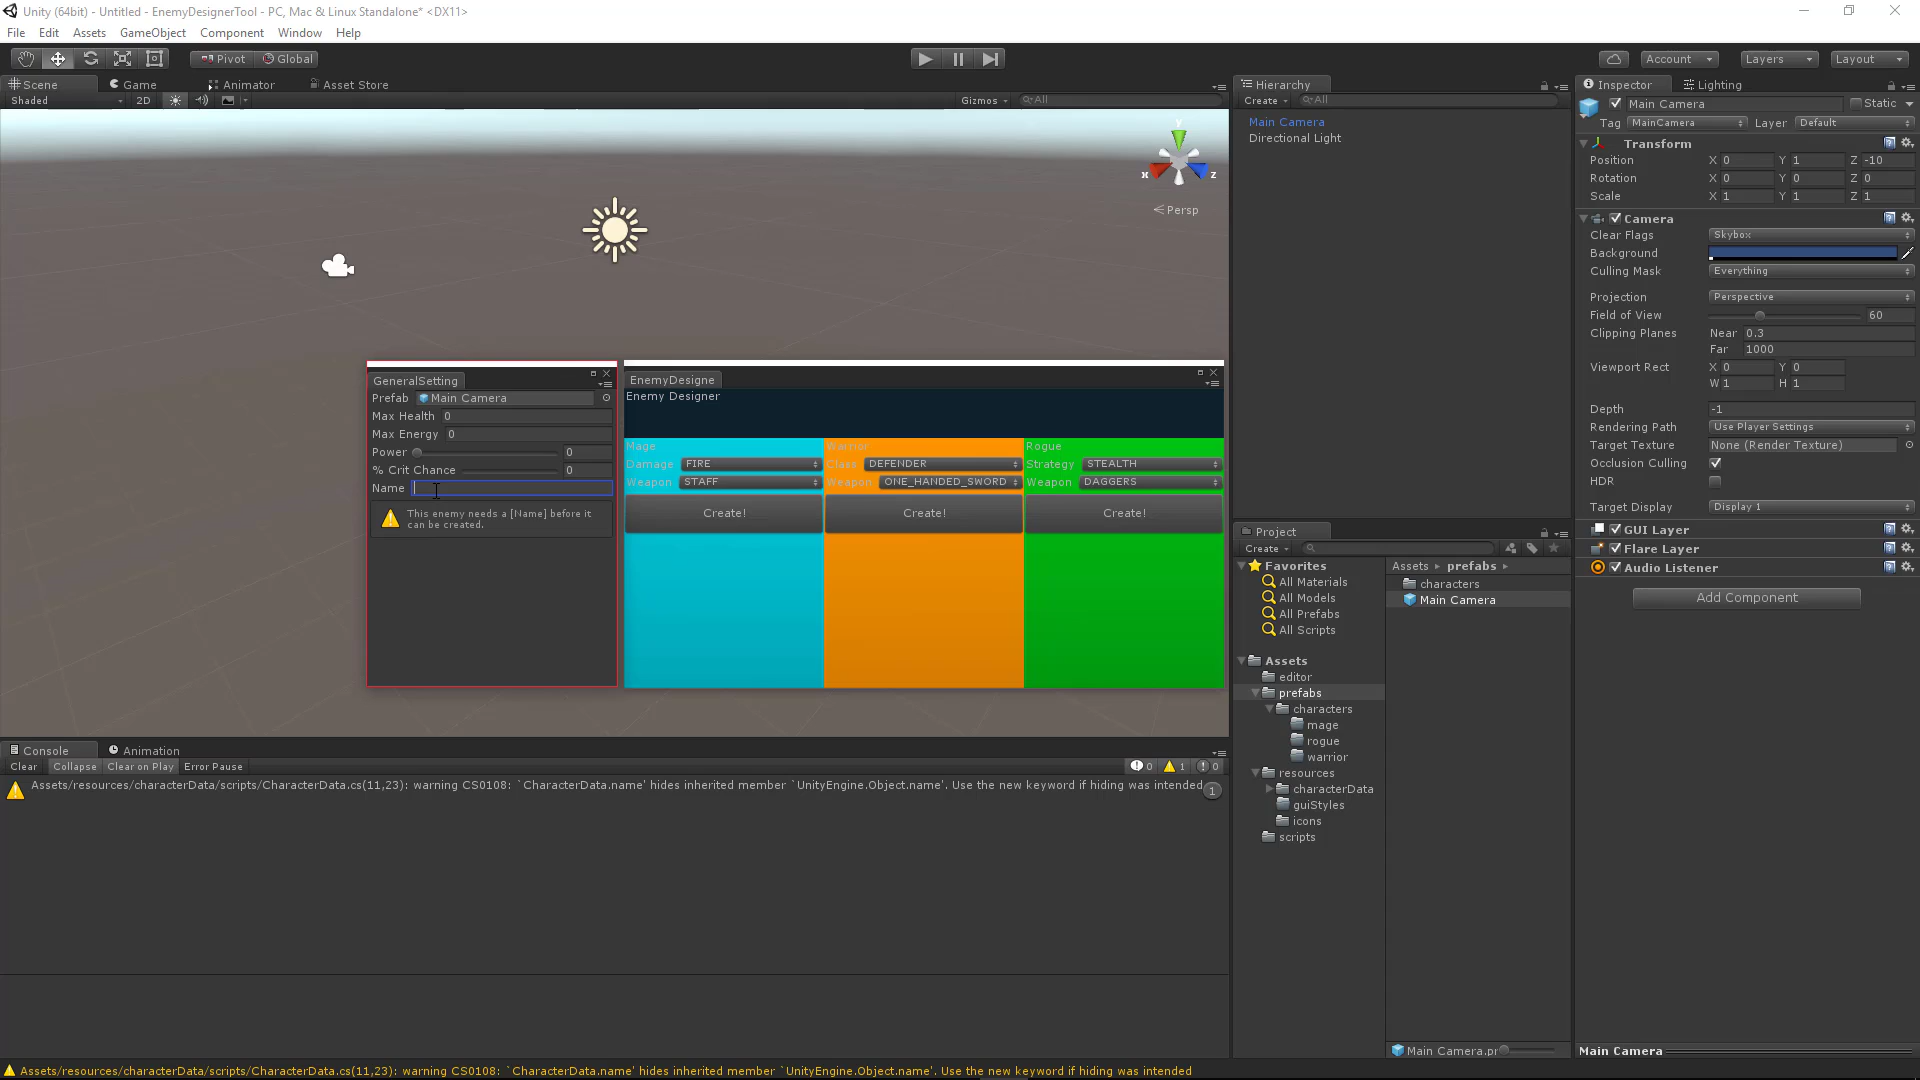 Unity (64bit) - Untitled - EnemyDesignerTool - PC, Mac & Linux Standalone* <DX11>
File Edit Assets GameObject Component Window Help
Pivot Global Account Layers Layout
Scene Game Animator Asset Store
Shaded 2D Gizmos All
y
x z
Persp
GeneralSetting
Prefab Main Camera
Max Health 0
Max Energy 0
Power 0
% Crit Chance 0
Name
This enemy needs a [Name] before it
can be created.
EnemyDesigne
Enemy Designer
Mage
Damage FIRE
Weapon STAFF
Create!
Warrior
Class DEFENDER
Weapon ONE_HANDED_SWORD
Create!
Rogue
Strategy STEALTH
Weapon DAGGERS
Create!
Console Animation
Clear Collapse Clear on Play Error Pause 0 1 0
Assets/resources/characterData/scripts/CharacterData.cs(11,23): warning CS0108: `CharacterData.name' hides inherited member `UnityEngine.Object.name'. Use the new keyword if hiding was intended 1
Hierarchy
Create All
Main Camera
Directional Light
Project
Create
Favorites
All Materials
All Models
All Prefabs
All Scripts
Assets
editor
prefabs
characters
mage
rogue
warrior
resources
characterData
guiStyles
icons
scripts
Assets prefabs
characters
Main Camera
Main Camera.pr
Inspector Lighting
Main Camera Static
Tag MainCamera Layer Default
Transform
Position X 0 Y 1 Z -10
Rotation X 0 Y 0 Z 0
Scale X 1 Y 1 Z 1
Camera
Clear Flags Skybox
Background
Culling Mask Everything
Projection Perspective
Field of View 60
Clipping Planes Near 0.3
Far 1000
Viewport Rect X 0 Y 0
W 1 H 1
Depth -1
Rendering Path Use Player Settings
Target Texture None (Render Texture)
Occlusion Culling
HDR
Target Display Display 1
GUI Layer
Flare Layer
Audio Listener
Add Component
Main Camera
Assets/resources/characterData/scripts/CharacterData.cs(11,23): warning CS0108: `CharacterData.name' hides inherited member `UnityEngine.Object.name'. Use the new keyword if hiding was intended